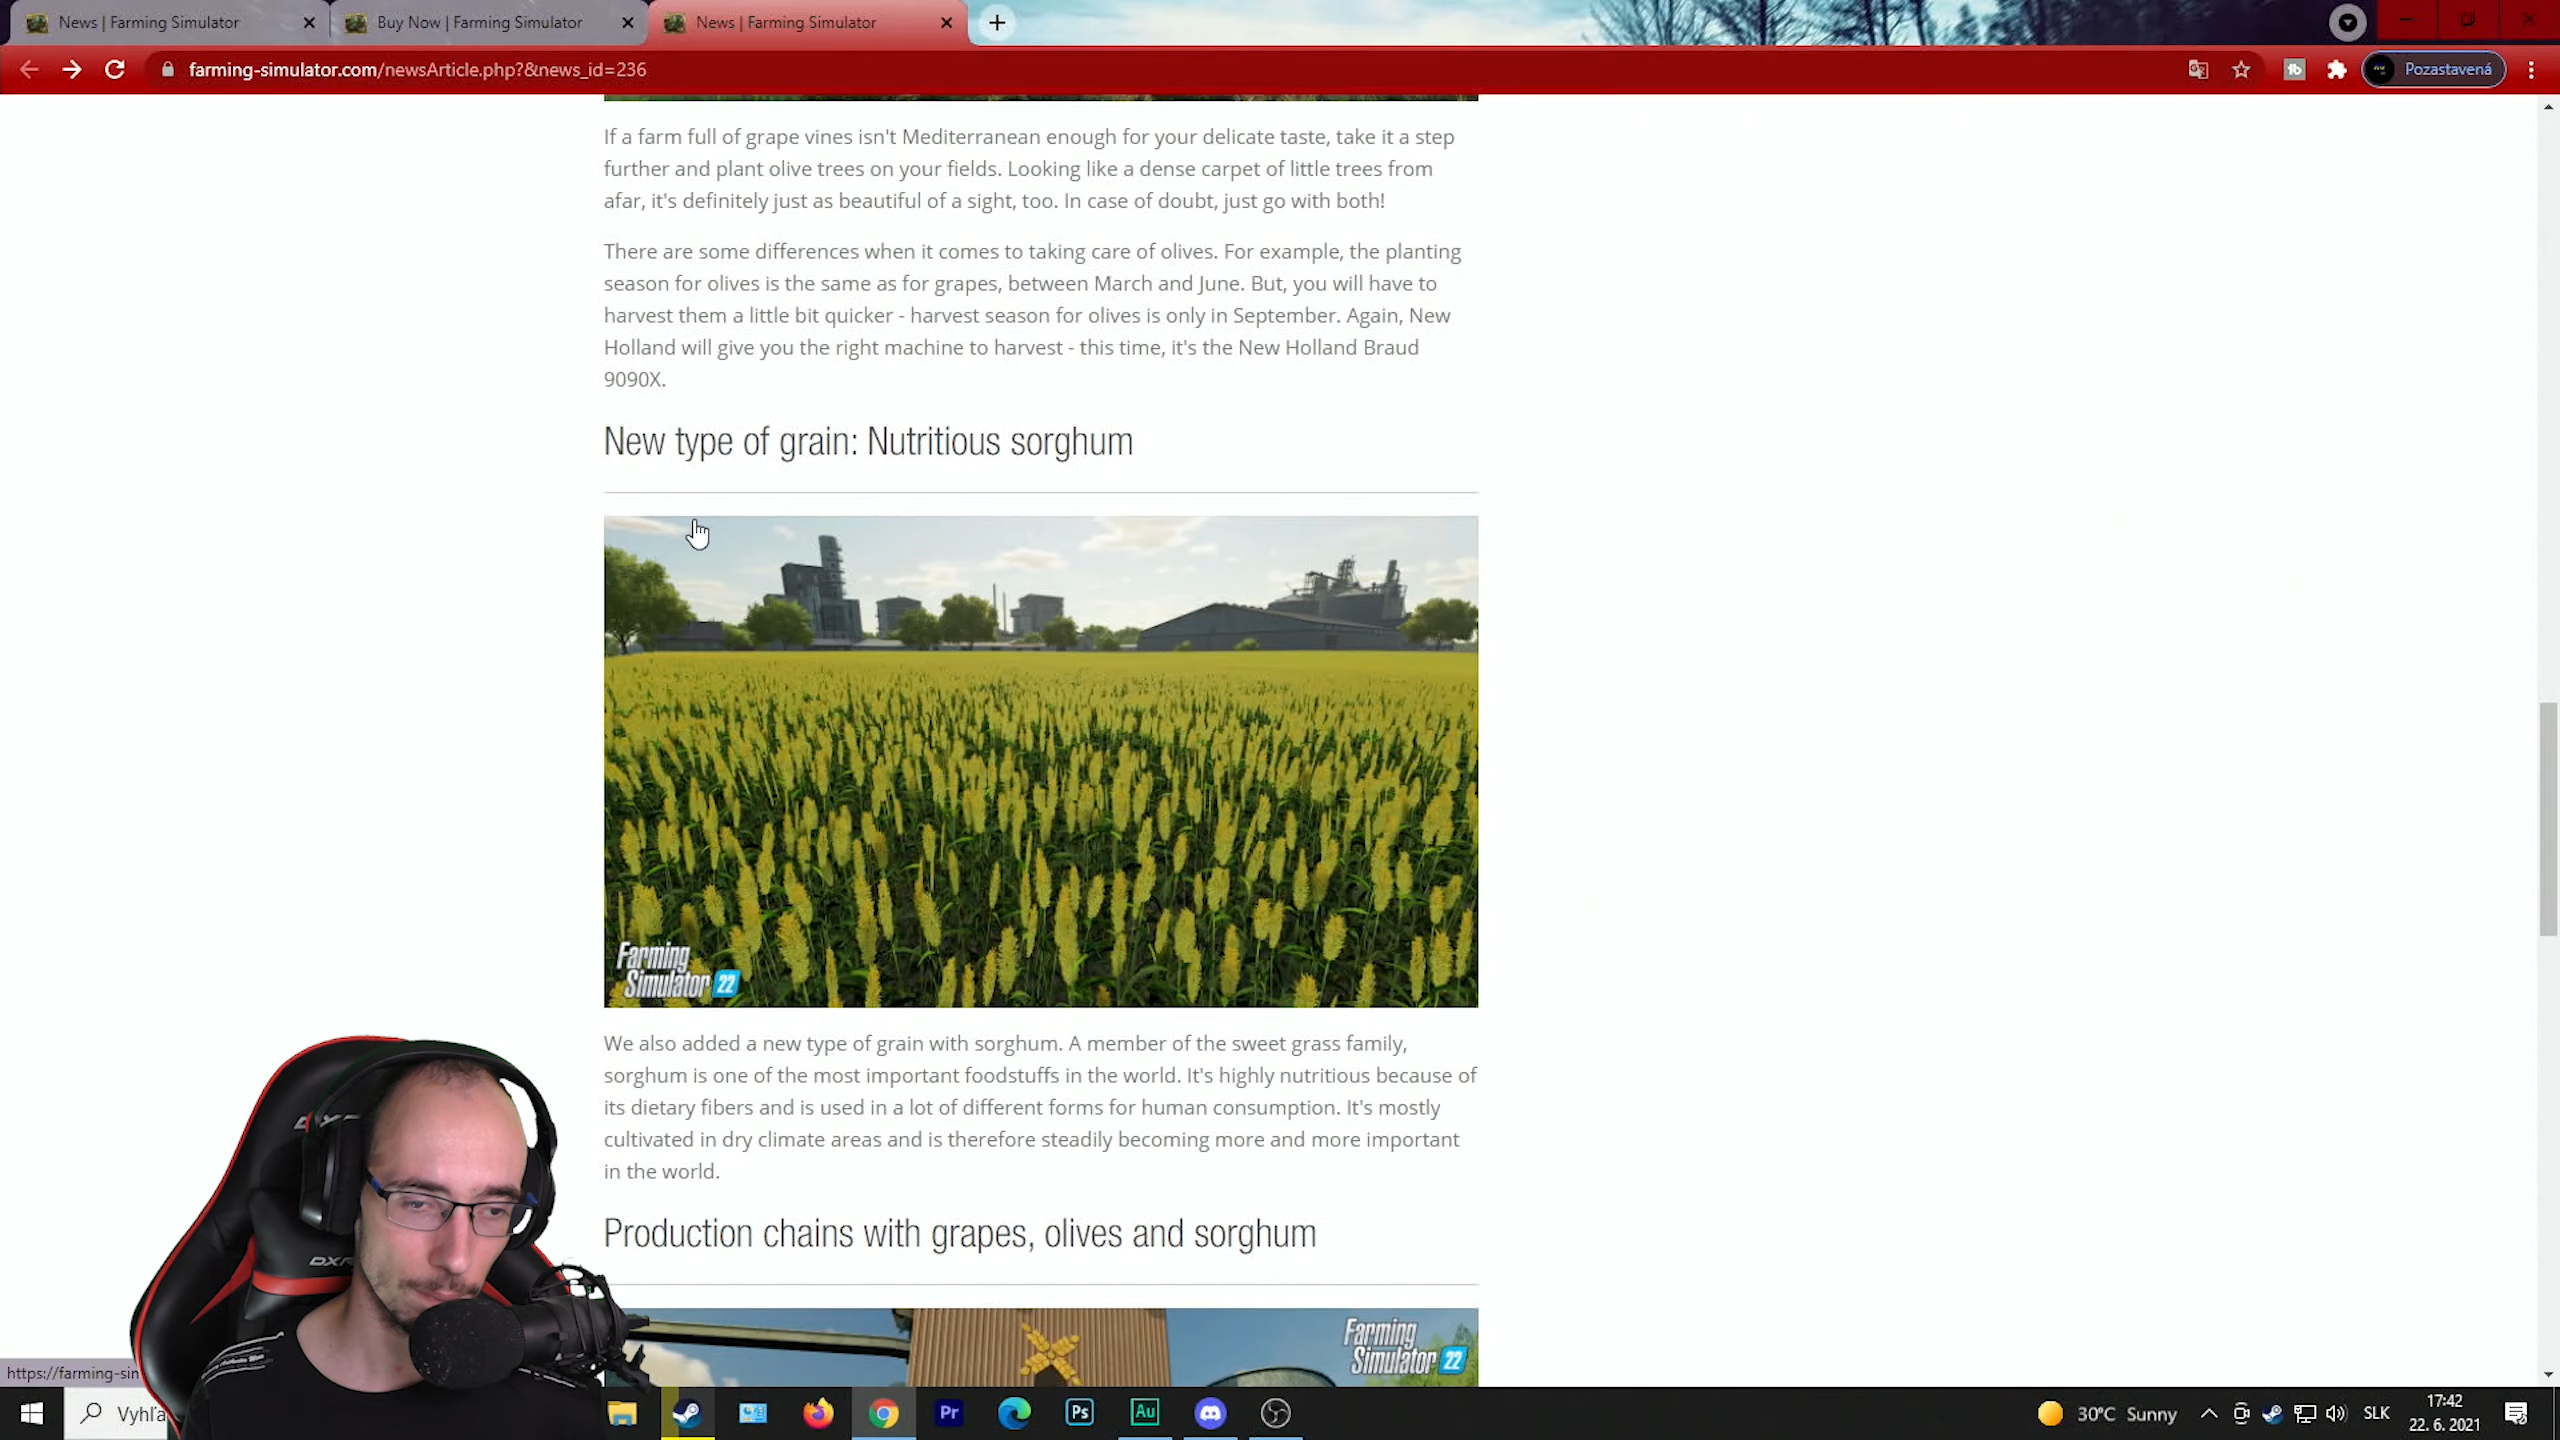 News | Farming Simulator
Buy Now | Farming Simulator
News | Farming Simulator
farming-simulator.com/newsArticle.php?&news_id=236
Pozastavená
If a farm full of grape vines isn't Mediterranean enough for your delicate taste, take it a step
further and plant olive trees on your fields. Looking like a dense carpet of little trees from
afar, it's definitely just as beautiful of a sight, too. In case of doubt, just go with both!
There are some differences when it comes to taking care of olives. For example, the planting
season for olives is the same as for grapes, between March and June. But, you will have to
harvest them a little bit quicker - harvest season for olives is only in September. Again, New
Holland will give you the right machine to harvest - this time, it's the New Holland Braud
9090X.
New type of grain: Nutritious sorghum
Farming
Simulator 22
We also added a new type of grain with sorghum. A member of the sweet grass family,
sorghum is one of the most important foodstuffs in the world. It's highly nutritious because of
its dietary fibers and is used in a lot of different forms for human consumption. It's mostly
cultivated in dry climate areas and is therefore steadily becoming more and more important
in the world.
Production chains with grapes, olives and sorghum
Farming
Simulator 22
https://farming-sim
Vyhľa
Pr
Ps
Au
30°C Sunny
SLK
17:42
22. 6. 2021